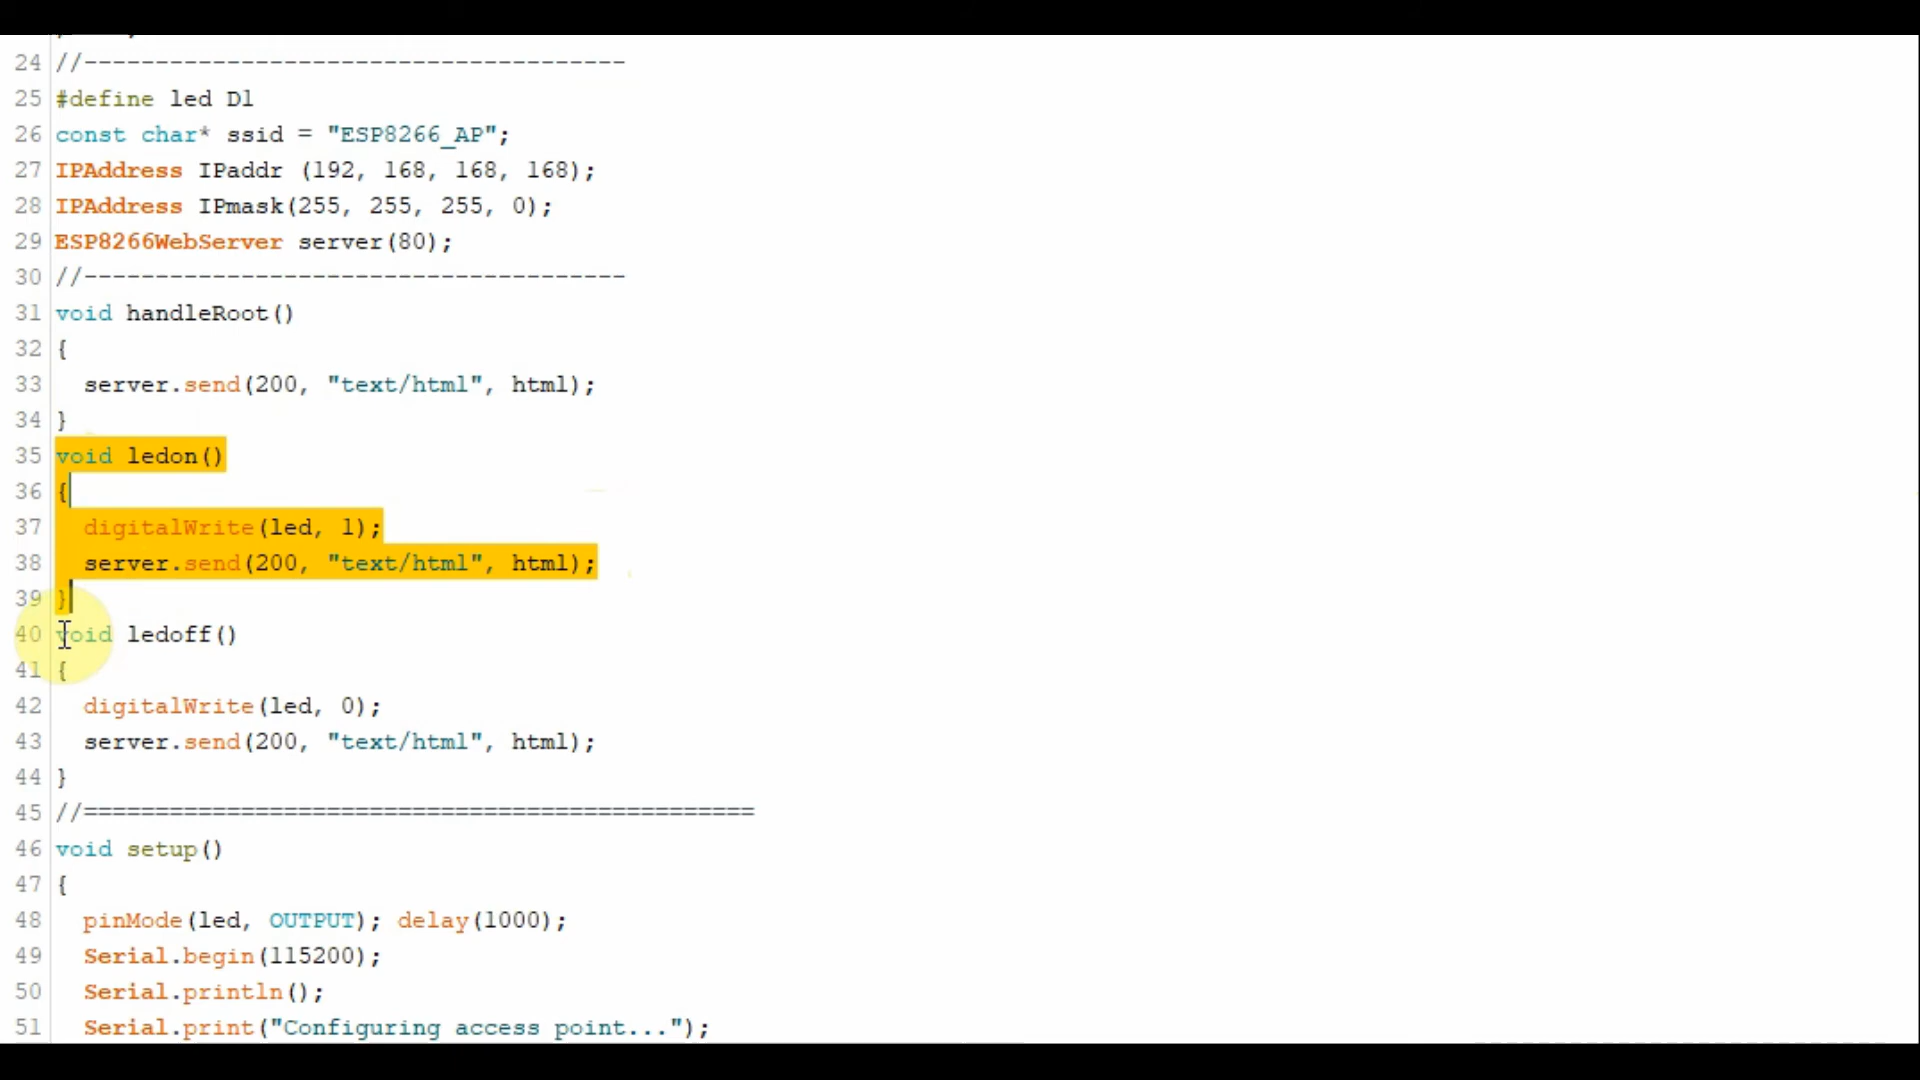 24 //--------------------------------------
25 #define led D1
26 const char* ssid = "ESP8266_AP";
27 IPAddress IPaddr (192, 168, 168, 168);
28 IPAddress IPmask(255, 255, 255, 0);
29 ESP8266WebServer server(80);
30 //--------------------------------------
31 void handleRoot()
32 {
33   server.send(200, "text/html", html);
34 }
35 void ledon()
36 {
37   digitalWrite(led, 1);
38   server.send(200, "text/html", html);
39 }
40 void ledoff()
41 {
42   digitalWrite(led, 0);
43   server.send(200, "text/html", html);
44 }
45 //===============================================
46 void setup()
47 {
48   pinMode(led, OUTPUT); delay(1000);
49   Serial.begin(115200);
50   Serial.println();
51   Serial.print("Configuring access point...");